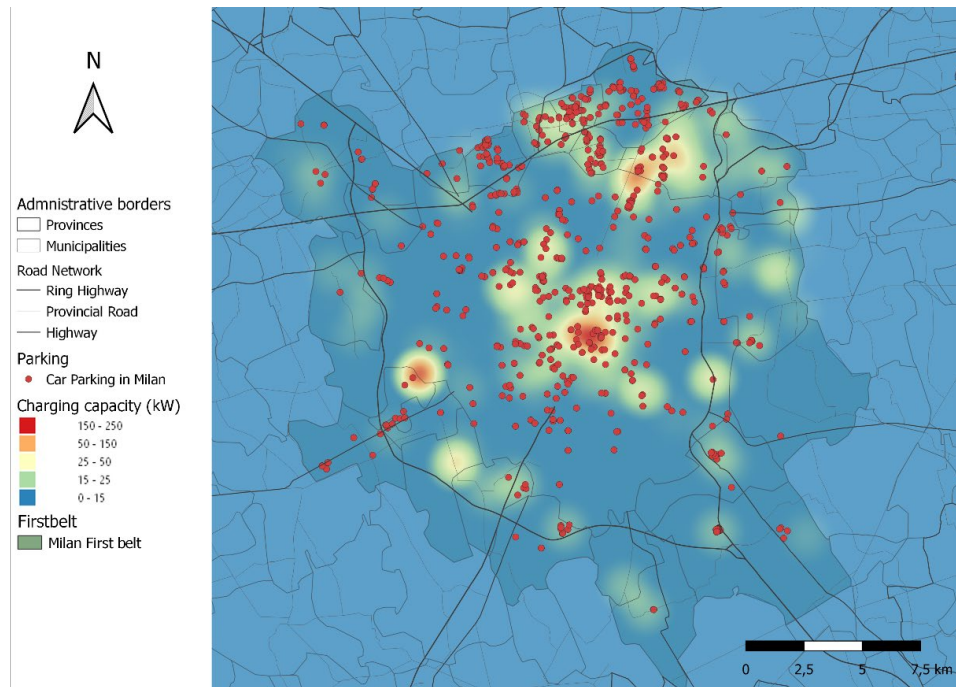 N
Admnistrative borders
Provinces
Municipalities
Road Network
Ring Highway
Provincial Road
Highway
Parking
Car Parking in Milan
Charging capacity (kW)
150 - 250
50 - 150
25 - 50
15 - 25
0 - 15
Firstbelt
Milan First belt
0 2,5 5 7,5 km